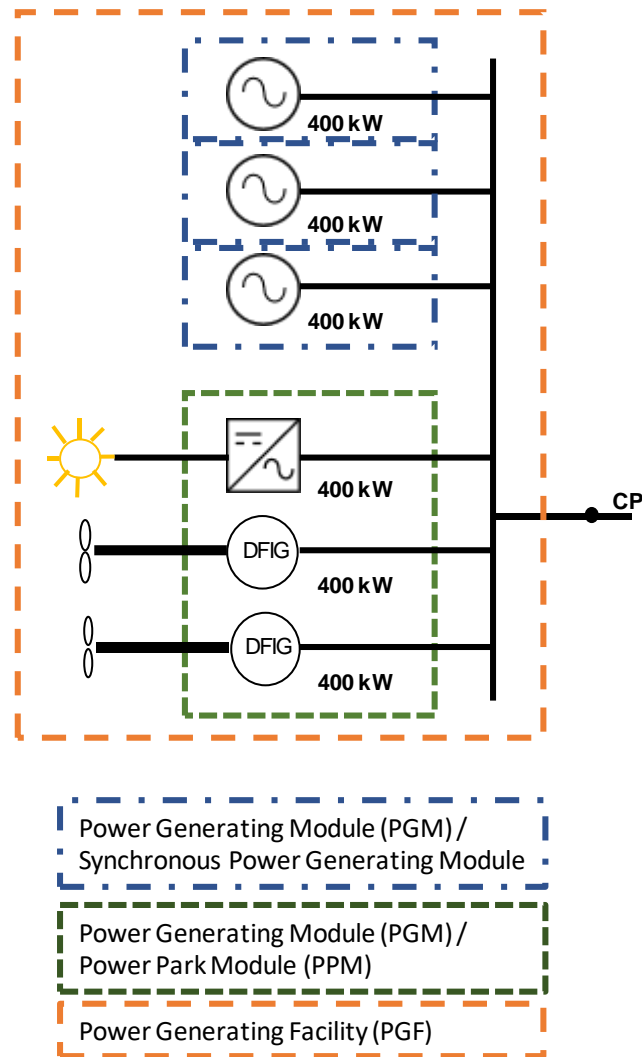 400 kW
400 kW
400 kW
400 kW
CP
DFIG
400 kW
DFIG
400 kW
Power Generating Module (PGM) /
Synchronous Power Generating Module
Power Generating Module (PGM) /
Power Park Module (PPM)
Power Generating Facility (PGF)